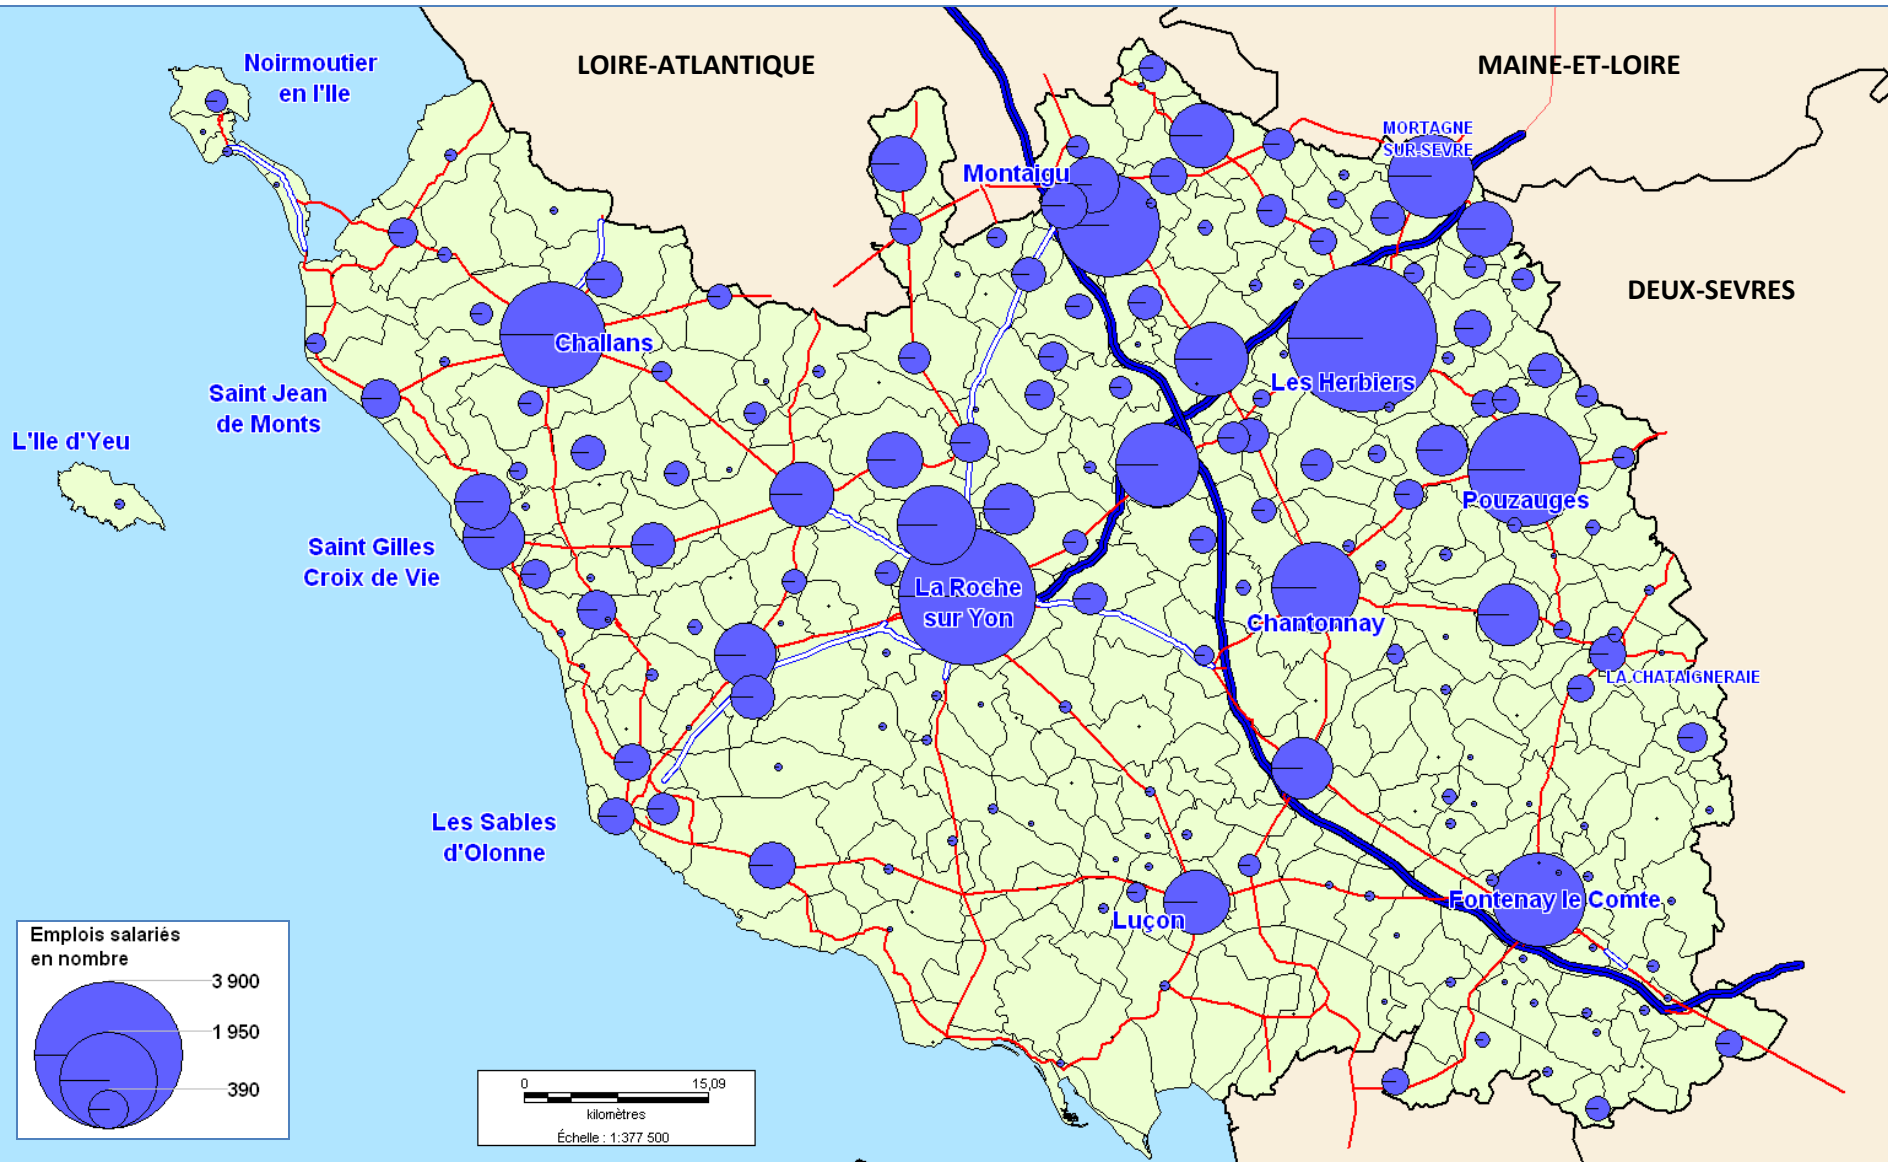 Noirmoutier
en l'Ile
LOIRE-ATLANTIQUE
MAINE-ET-LOIRE
MORTAGNE
SUR-SEVRE
Montaigu
DEUX-SEVRES
Challans
Les Herbiers
Saint Jean
de Monts
L'Ile d'Yeu
Pouzauges
Saint Gilles
Croix de Vie
La Roche
sur Yon
Chantonnay
LA CHATAIGNERAIE
Les Sables
d'Olonne
Luçon
Fontenay le Comte
Emplois salariés
en nombre
3 900
1 950
390
0 15,09
kilomètres
Échelle : 1:377 500